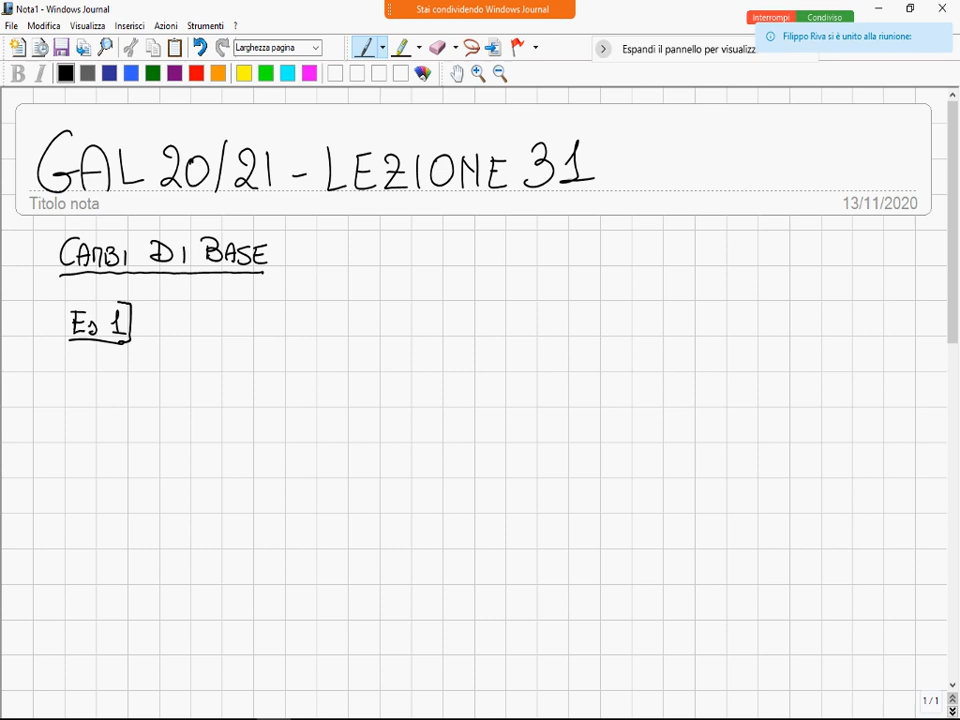 Nota1 - Windows Journal
Stai condividendo Windows Journal
Interrompi
Condiviso
File Modifica Visualizza Inserisci Azioni Strumenti ?
Filippo Riva si è unito alla riunione:
Larghezza pagina
Espandi il pannello per visualizz
B I
GAL 20/21 - LEZIONE 31
Titolo nota
13/11/2020
CAMBI DI BASE
Es 1]
1 / 1